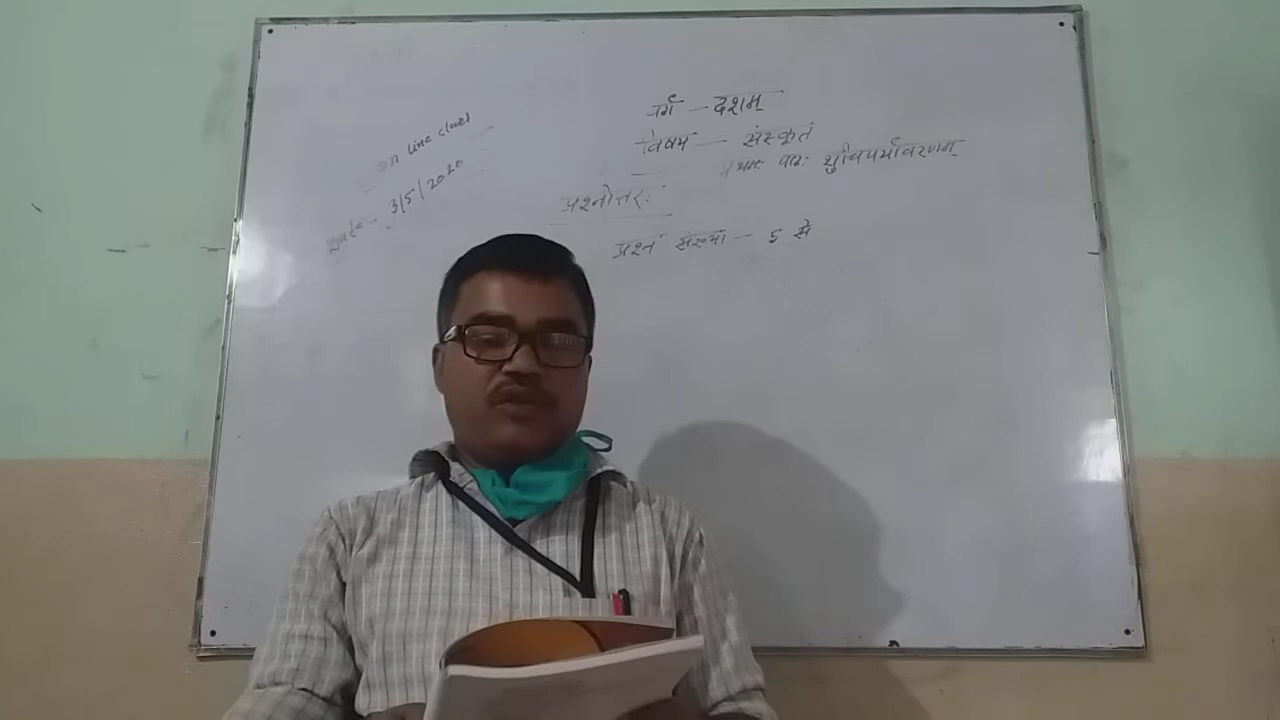 on line class
Date - 3/5/2020
वर्ग - दशम्
विषय - संस्कृतं
प्रथमः पाठः शुचिपर्यावरणम्
प्रश्नोत्तरः
प्रश्न संख्या - 5 से